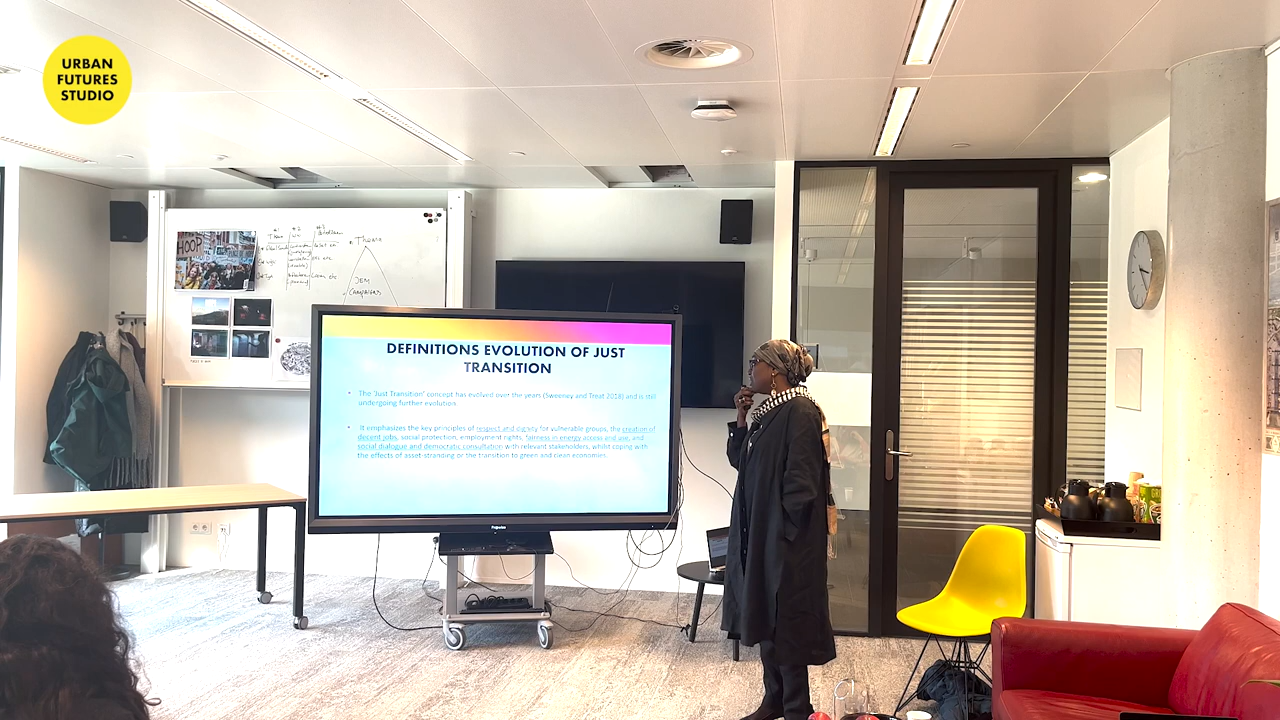 URBAN
FUTURES
STUDIO
HOOP
Thema
JEM
CAMPAIGNS
DEFINITIONS EVOLUTION OF JUST
TRANSITION
• The 'Just Transition' concept has evolved over the years (Sweeney and Treat 2018) and is still
undergoing further evolution.
• It emphasizes the key principles of respect and dignity for vulnerable groups, the creation of
decent jobs, social protection, employment rights, fairness in energy access and use, and
social dialogue and democratic consultation with relevant stakeholders, whilst coping with
the effects of asset-stranding or the transition to green and clean economies.